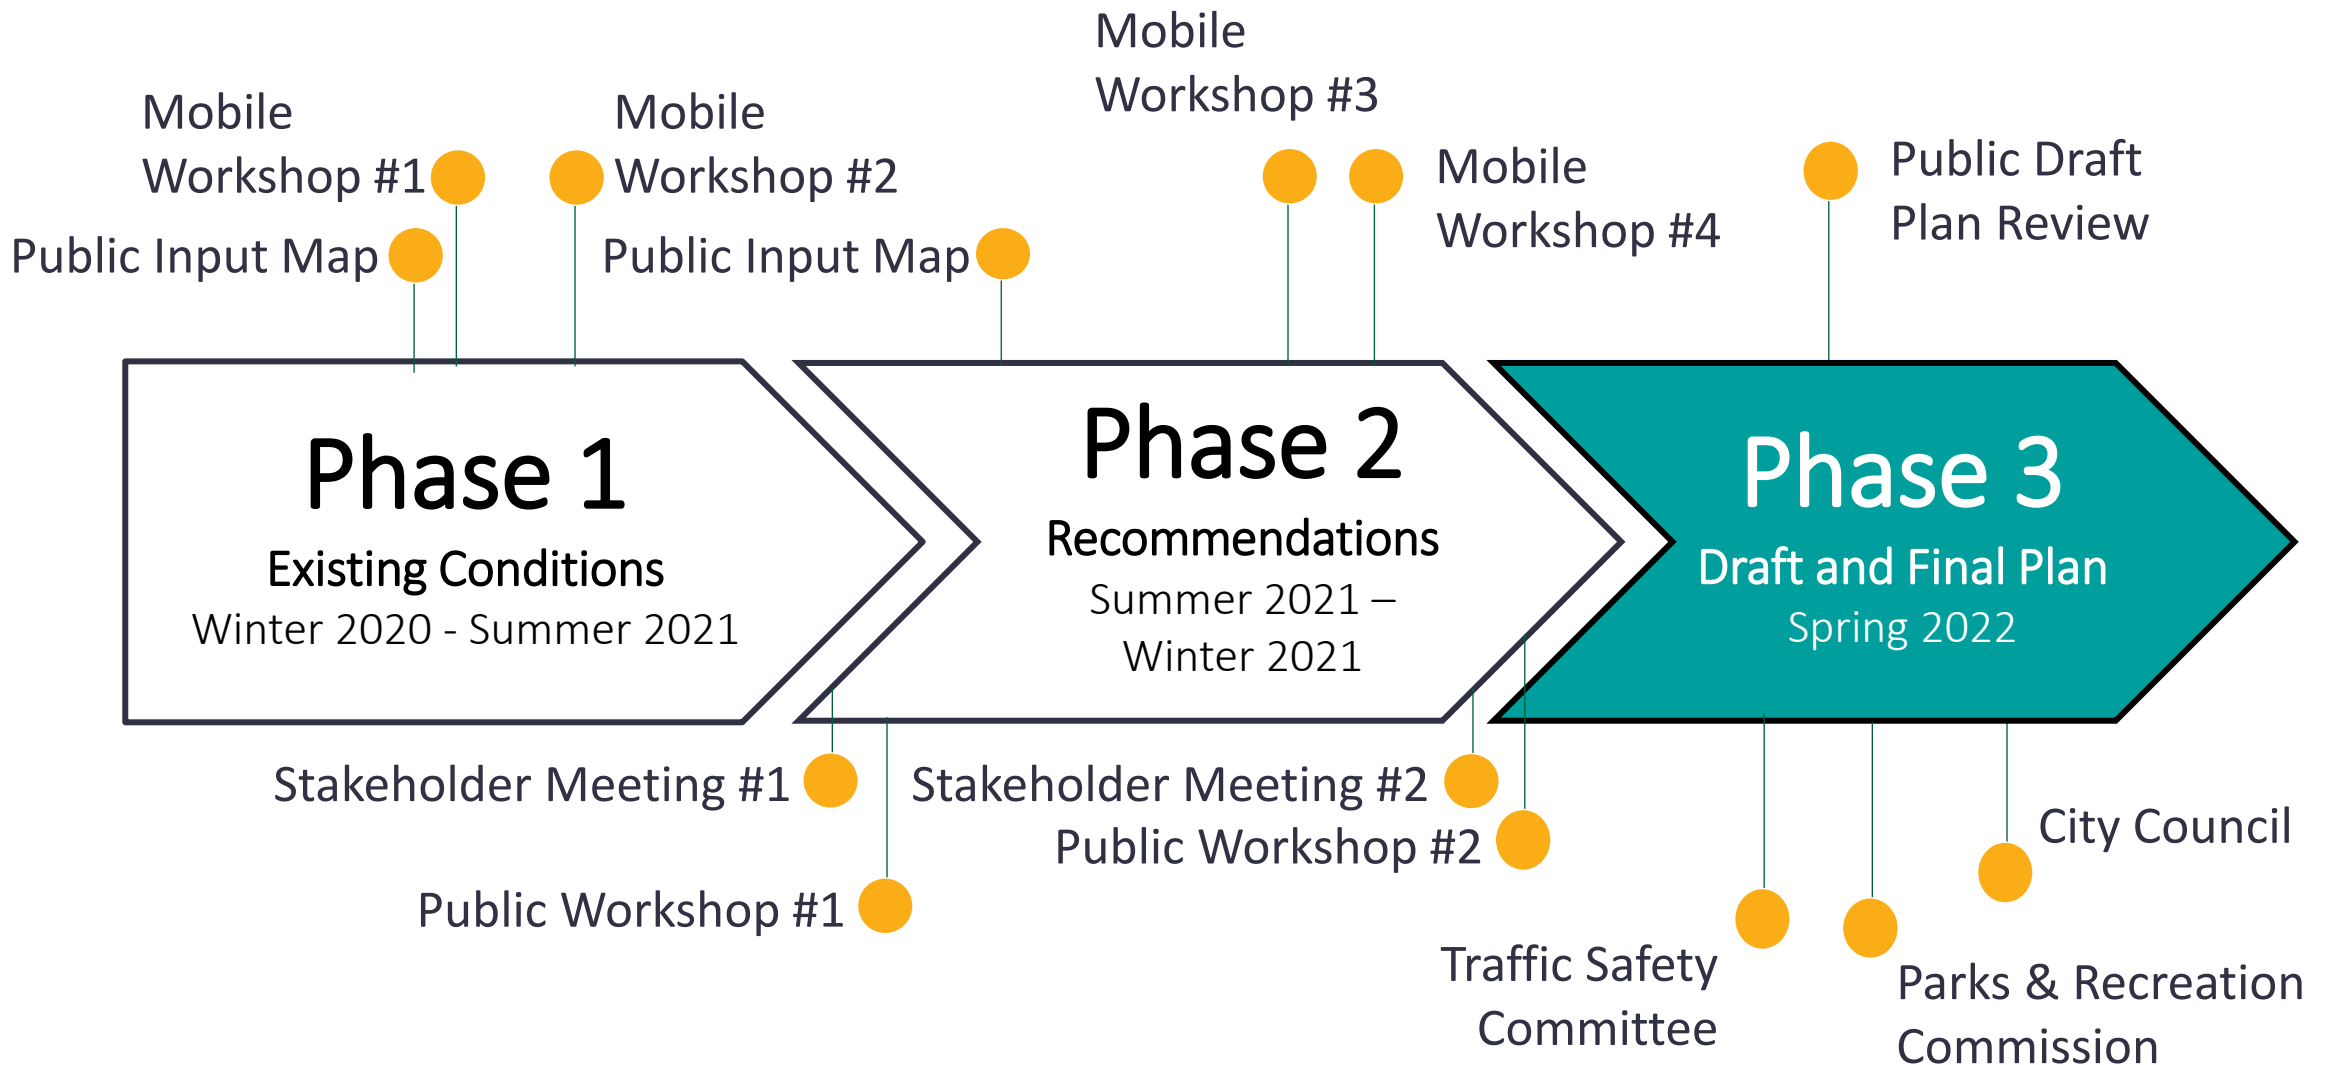 Mobile
Workshop #1
Public Input Map
Mobile
Workshop #2
Public Input Map
Mobile
Workshop #3
Mobile
Workshop #4
Public Draft
Plan Review
Phase 1
Existing Conditions
Winter 2020 - Summer 2021
Phase 2
Recommendations
Summer 2021 –
Winter 2021
Phase 3
Draft and Final Plan
Spring 2022
Stakeholder Meeting #1
Public Workshop #1
Stakeholder Meeting #2
Public Workshop #2
Traffic Safety
Committee
Parks & Recreation
Commission
City Council